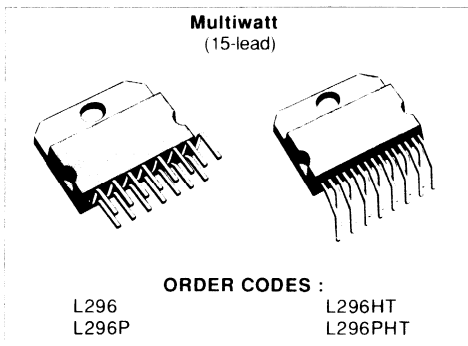 Multiwatt
(15-lead)
ORDER CODES :
L296 L296HT
L296P L296PHT